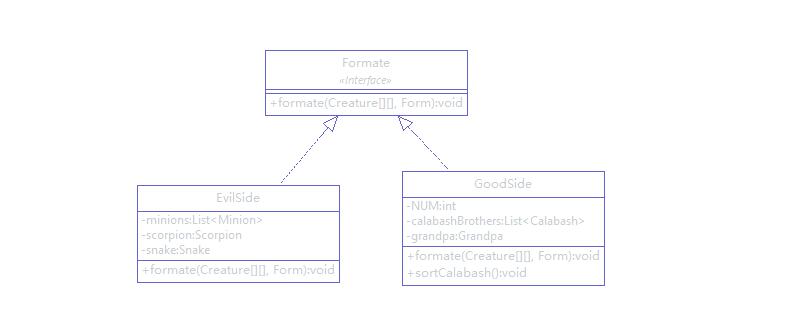 Formate
«Interface»
+formate(Creature[][], Form):void
EvilSide
-minions:List<Minion>
-scorpion:Scorpion
-snake:Snake
+formate(Creature[][], Form):void
GoodSide
-NUM:int
-calabashBrothers:List<Calabash>
-grandpa:Grandpa
+formate(Creature[][], Form):void
+sortCalabash():void